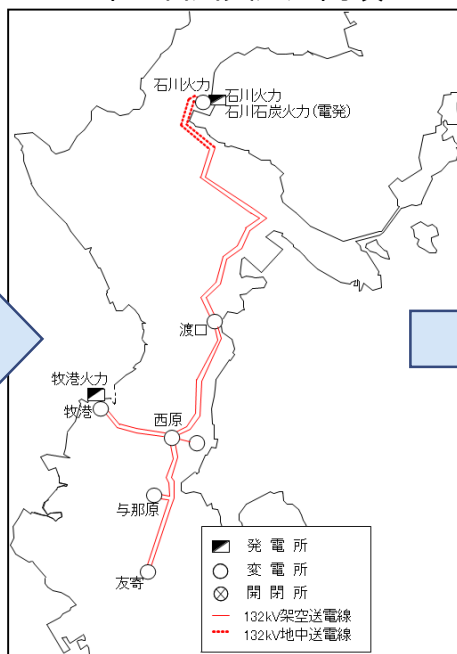 石川火力
石川火力
石川石炭火力(電発)
渡口
牧港火力
牧港
西原
与那原
友寄
発電所
変電所
開閉所
132kV架空送電線
132kV地中送電線